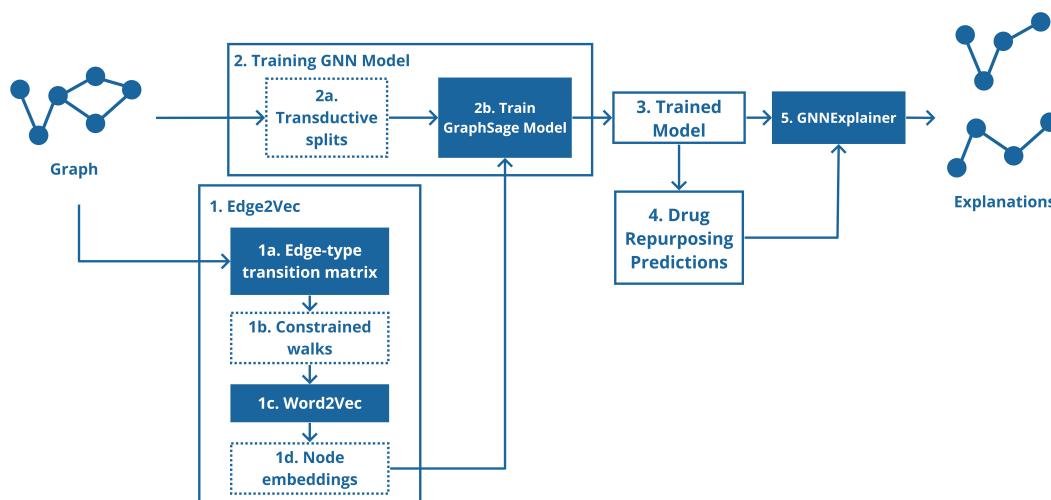 Graph
2. Training GNN Model
2a.
Transductive
splits
2b. Train
GraphSage Model
3. Trained
Model
5. GNNExplainer
4. Drug
Repurposing
Predictions
Explanations
1. Edge2Vec
1a. Edge-type
transition matrix
1b. Constrained
walks
1c. Word2Vec
1d. Node
embeddings